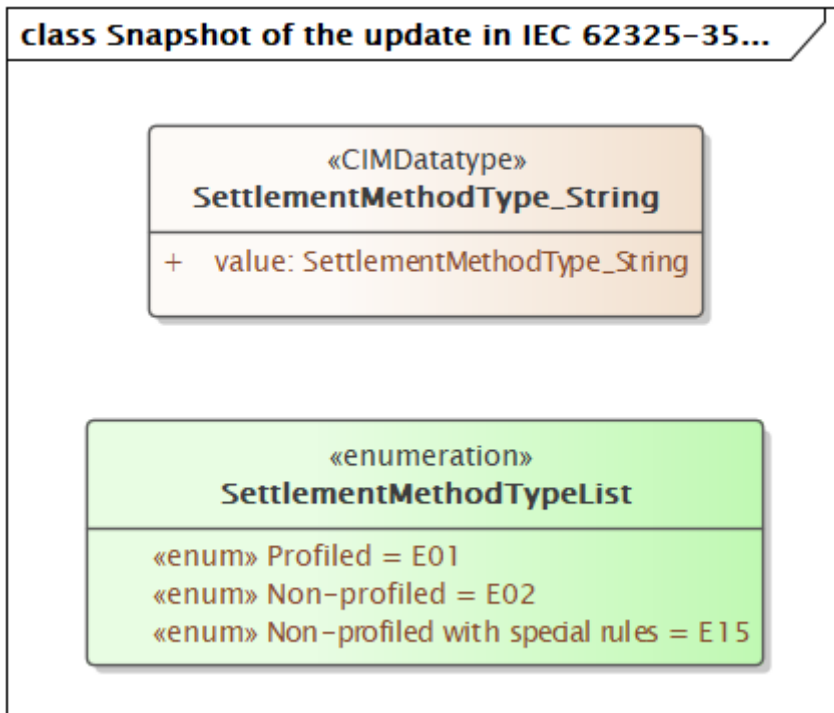 class Snapshot of the update in IEC 62325-35...
«CIMDatatype»
SettlementMethodType_String
+ value: SettlementMethodType_String
«enumeration»
SettlementMethodTypeList
«enum» Profiled = E01
«enum» Non-profiled = E02
«enum» Non-profiled with special rules = E15